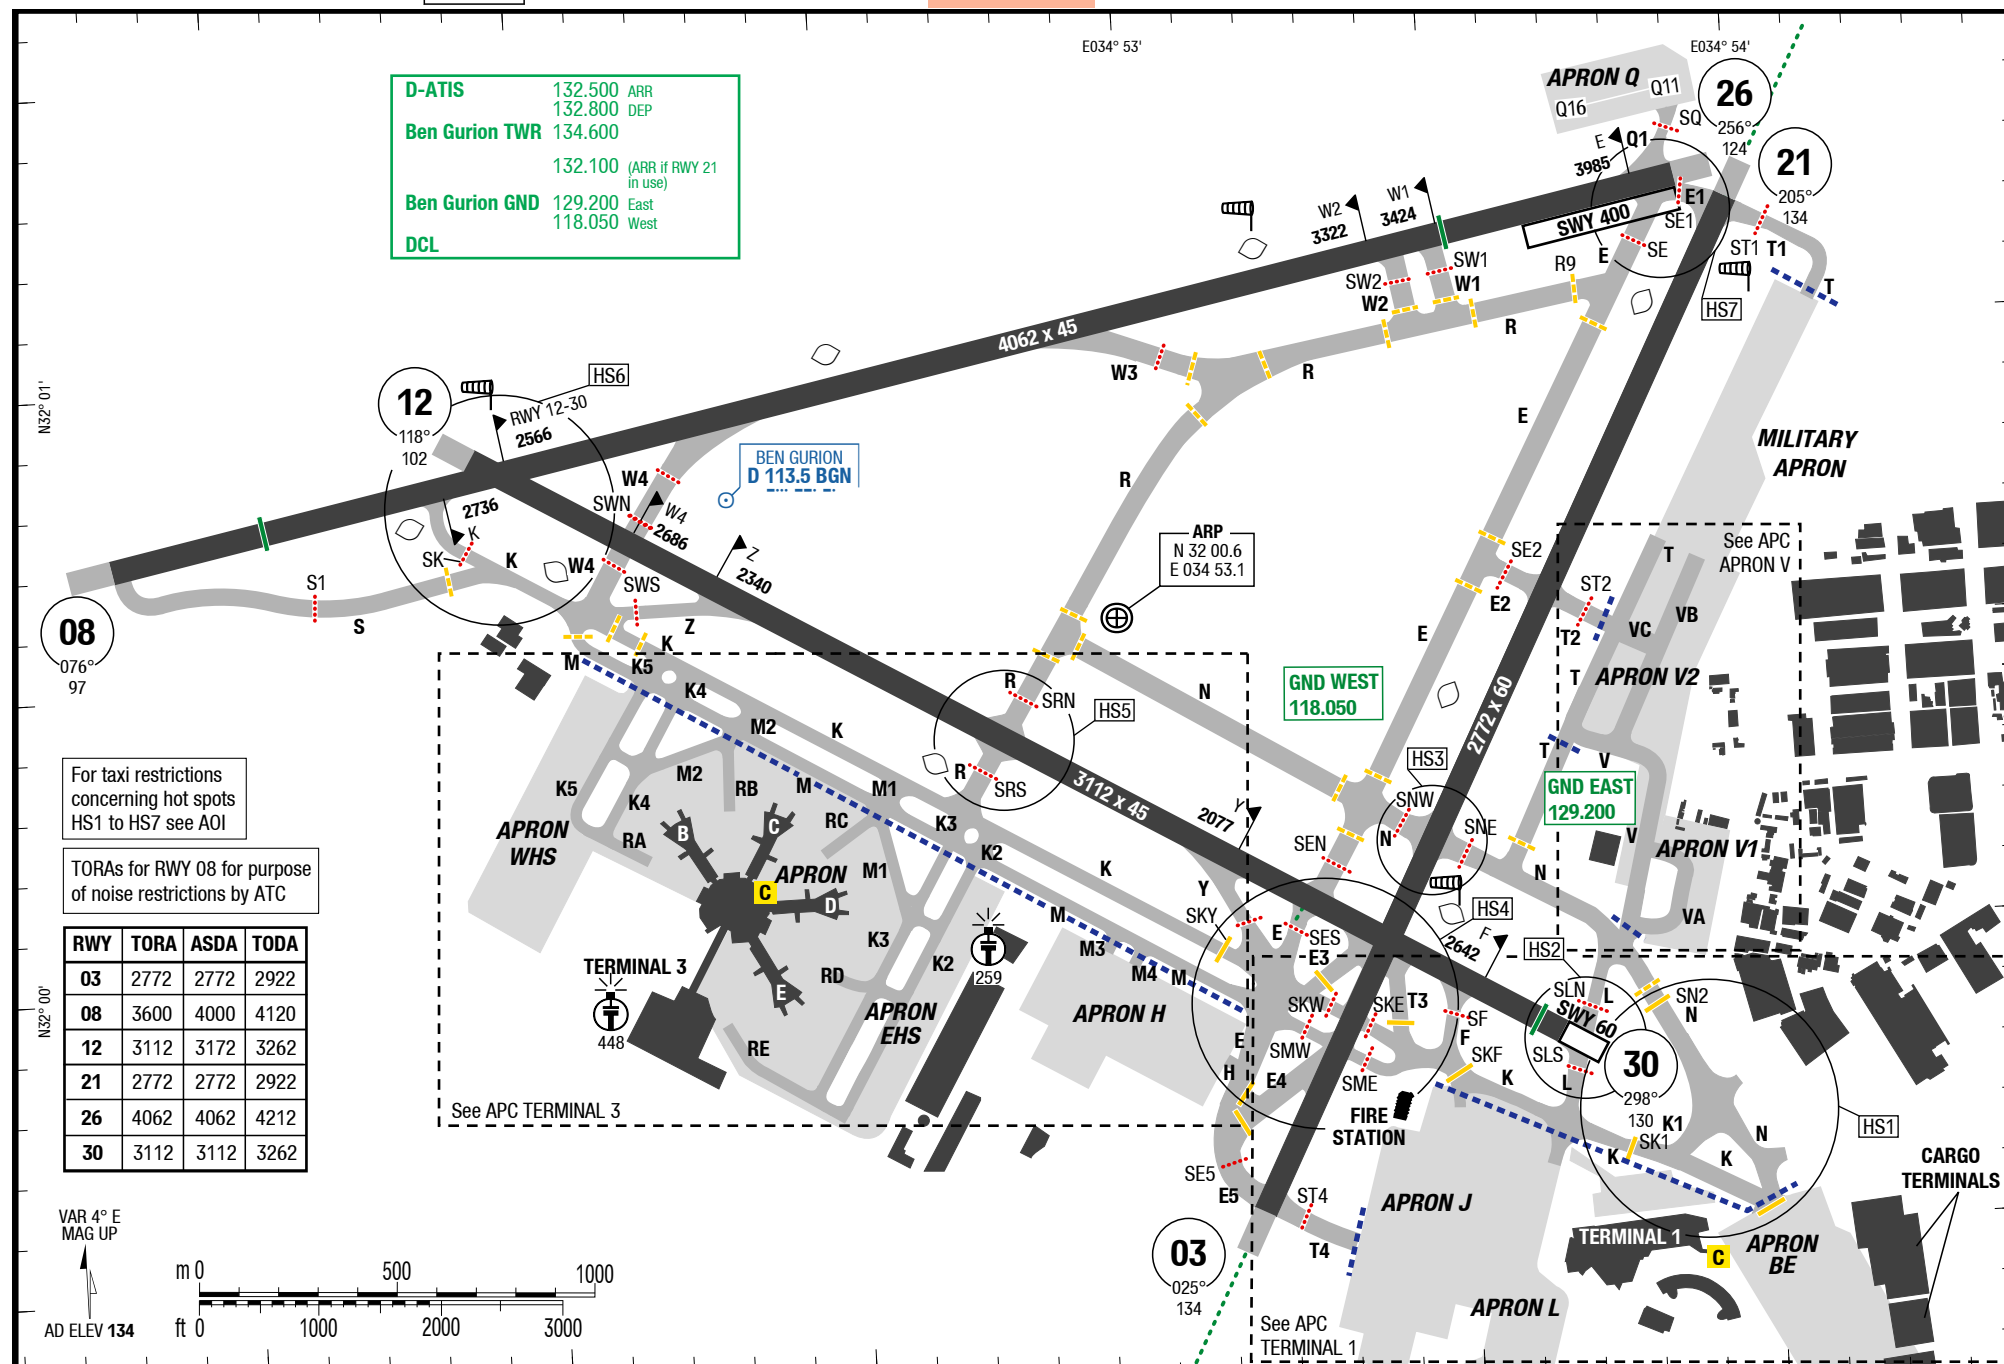 E034° 53'
E034° 54'
D-ATIS 132.500 ARR
132.800 DEP
Ben Gurion TWR 134.600
132.100 (ARR if RWY 21
in use)
Ben Gurion GND 129.200 East
118.050 West
DCL
APRON Q
Q16
Q11
SQ
Q1
26
256°
124
21
205°
134
E
3985
W1
3424
W2
3322
SWY 400
E1
SE1
SE
E
ST1
T1
T
HS7
R9
SW1
W1
SW2
W2
R
R
W3
4062 x 45
N32° 01'
12
118°
102
HS6
RWY 12-30
2566
BEN GURION
D 113.5 BGN
W4
SWN
W4
2686
Z
2340
2736
K
SK
K
W4
SWS
Z
S1
S
08
076°
97
R
E
MILITARY
APRON
ARP
N 32 00.6
E 034 53.1
SE2
E2
ST2
T2
See APC
APRON V
T
VB
VC
T
APRON V2
E
2772 x 60
GND WEST
118.050
N
R
SRN
HS5
R
SRS
M
K5
K
K4
M2
K
M2
RB
M
M1
K5
K4
RA
RC
B
C
APRON
WHS
APRON
C
M1
D
K3
K2
K
3112 x 45
Y
2077
HS3
SNW
SNE
N
SEN
T
V
GND EAST
129.200
V
APRON V1
N
VA
For taxi restrictions
concerning hot spots
HS1 to HS7 see AOI
TORAs for RWY 08 for purpose
of noise restrictions by ATC
RWY TORA ASDA TODA
03 2772 2772 2922
08 3600 4000 4120
12 3112 3172 3262
21 2772 2772 2922
26 4062 4062 4212
30 3112 3112 3262
Y
SKY
M
M3
M4
M
K3
K2
RD
E
RE
TERMINAL 3
448
259
APRON
EHS
APRON H
See APC TERMINAL 3
E
SES
E3
HS4
F
2642
HS2
SLN
L
SWY 60
SN2
N
SKW
SKE
T3
SF
F
SMW
SME
SKF
K
SLS
L
30
298°
130
K1
SK1
K
K
N
HS1
N32° 00'
E
H
E4
FIRE
STATION
SE5
E5
ST4
T4
APRON J
APRON L
03
025°
134
TERMINAL 1
C
APRON
BE
CARGO
TERMINALS
See APC
TERMINAL 1
VAR 4° E
MAG UP
AD ELEV 134
m 0 500 1000
ft 0 1000 2000 3000